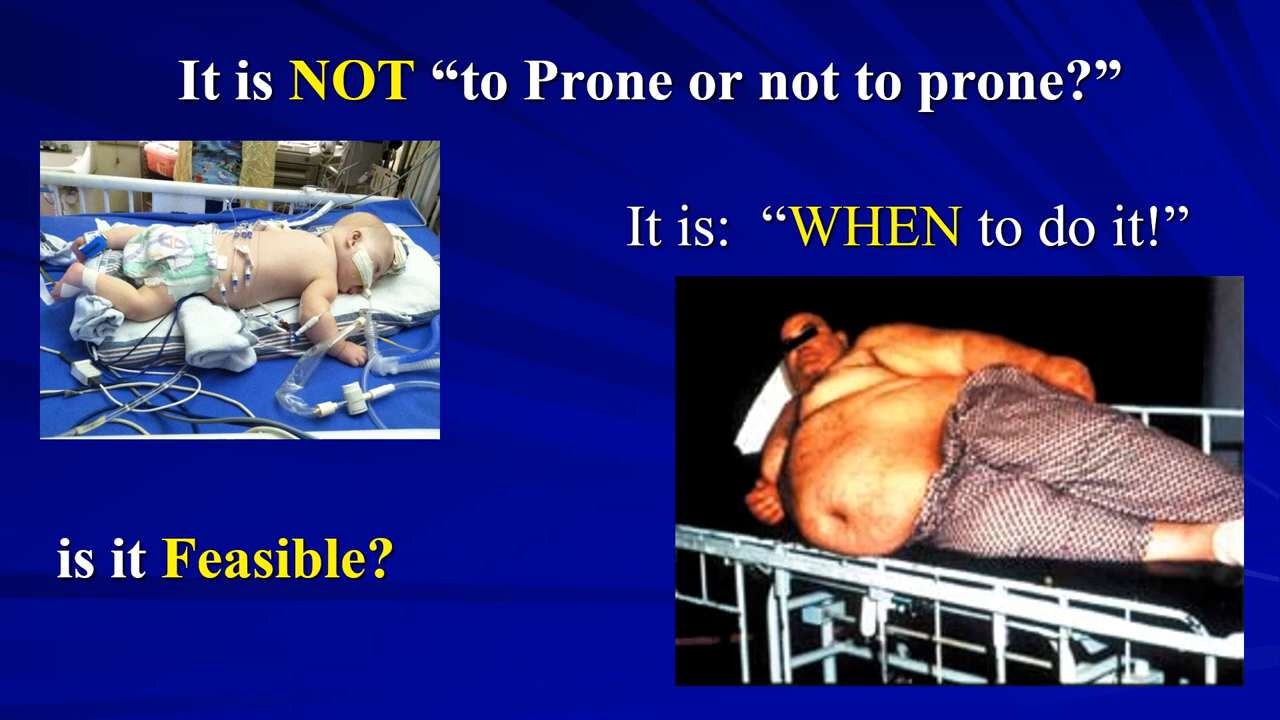 It is NOT “to Prone or not to prone?”
It is:  “WHEN to do it!”
is it Feasible?